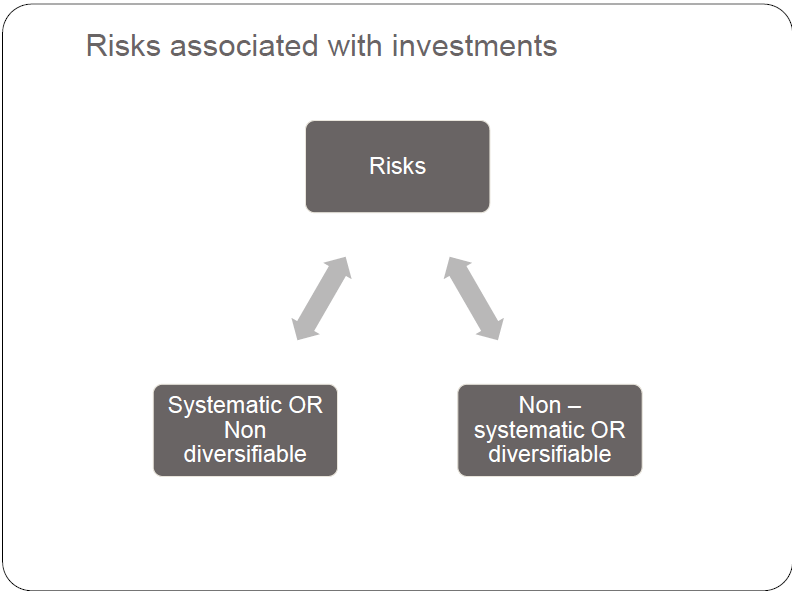 Risks associated with investments
Risks
Systematic OR
Non
diversifiable
Non –
systematic OR
diversifiable